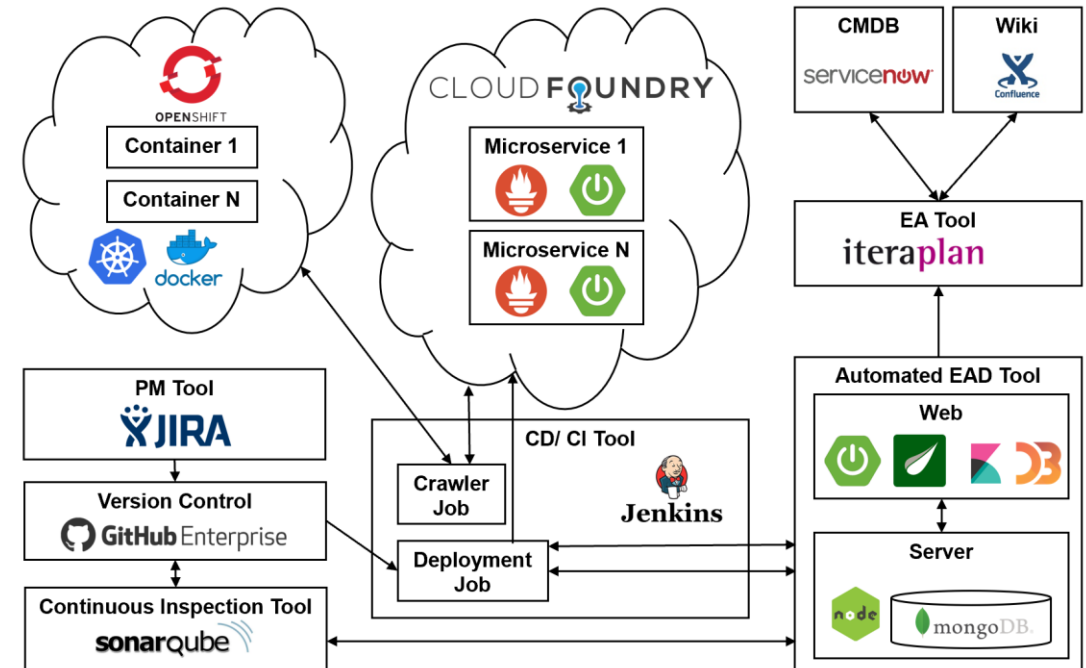 OPENSHIFT
Container 1
Container N
docker
CLOUD FOUNDRY
Microservice 1
Microservice N
CMDB
servicenow
Wiki
Confluence
EA Tool
iteraplan
PM Tool
JIRA
Version Control
GitHub Enterprise
Continuous Inspection Tool
sonarqube
CD/ CI Tool
Crawler
Job
Jenkins
Deployment
Job
Automated EAD Tool
Web
D3
Server
node
mongoDB